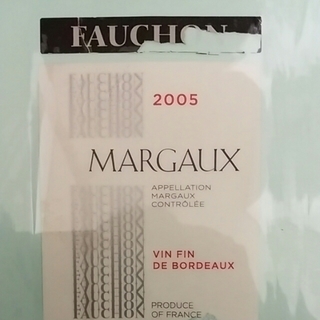 FAUCHON
2005
MARGAUX
APPELLATION
MARGAUX
CONTRÔLÉE
VIN FIN
DE BORDEAUX
PRODUCE
OF FRANCE